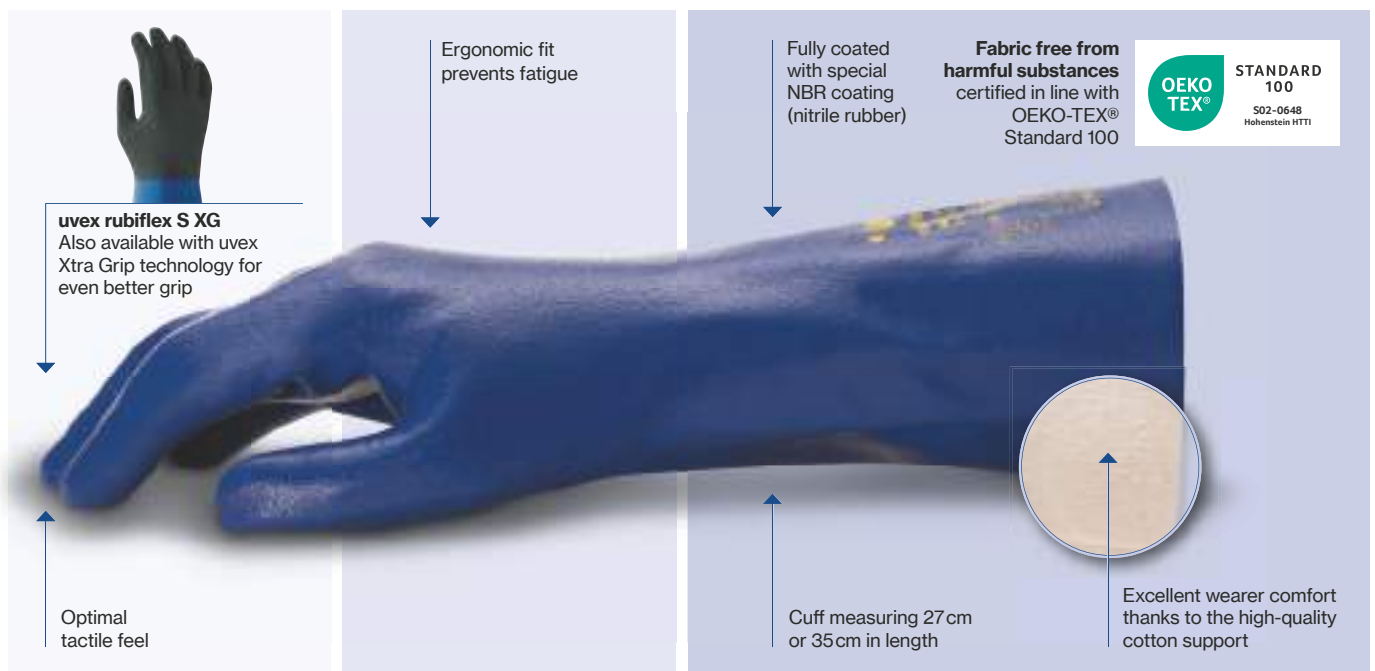 Ergonomic fit
prevents fatigue
Fully coated
with special
NBR coating
(nitrile rubber)
Fabric free from
harmful substances
certified in line with
OEKO-TEX®
Standard 100
OEKO
TEX®
STANDARD
100
S02-0648
Hohenstein HTTI
uvex rubiflex S XG
Also available with uvex
Xtra Grip technology for
even better grip
Optimal
tactile feel
Cuff measuring 27 cm
or 35 cm in length
Excellent wearer comfort
thanks to the high-quality
cotton support